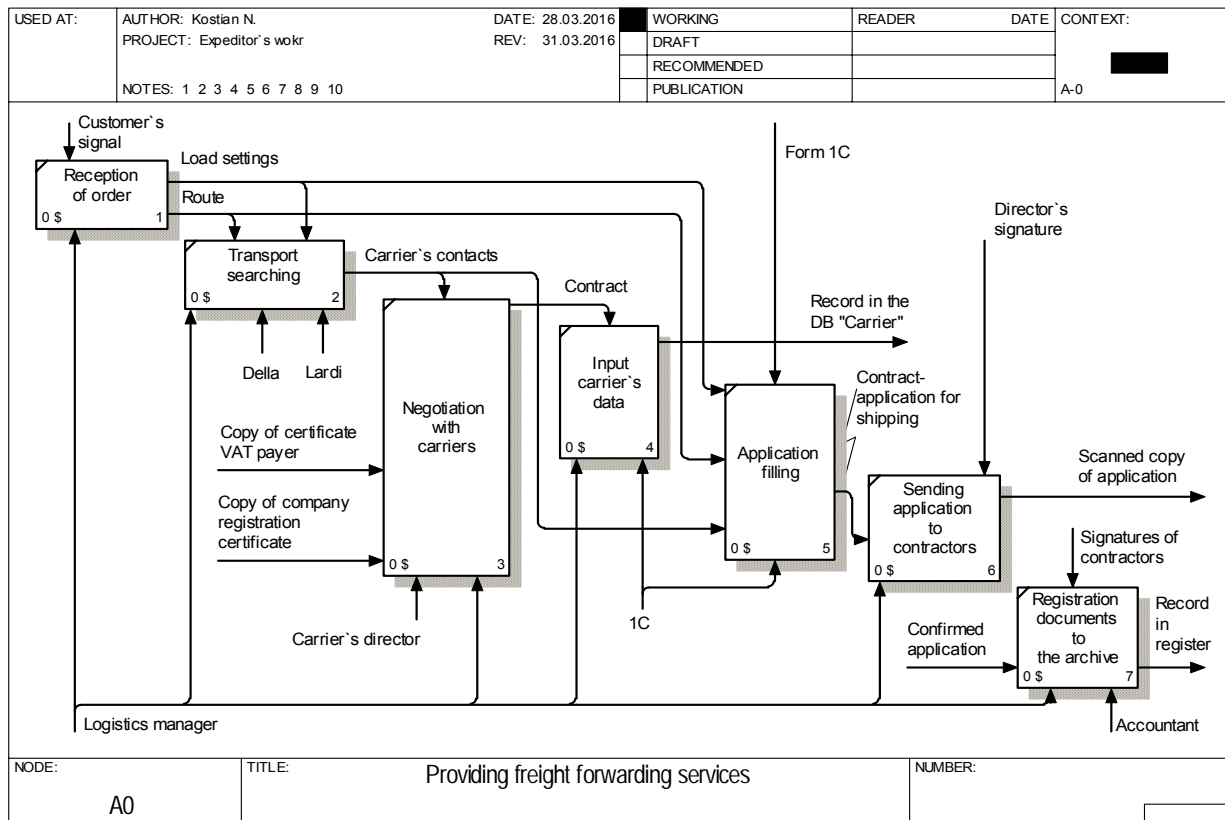 USED AT:
AUTHOR: Kostian N.
DATE: 28.03.2016
WORKING
READER
DATE
CONTEXT:
PROJECT: Expeditor`s wokr
REV: 31.03.2016
DRAFT
RECOMMENDED
NOTES: 1 2 3 4 5 6 7 8 9 10
PUBLICATION
A-0
Customer`s
signal
Reception
of order
0 $
1
Load settings
Route
Form 1C
Director`s
signature
Transport
searching
0 $
2
Carrier`s contacts
Della
Lardi
Contract
Record in the
DB "Carrier"
Negotiation
with
carriers
0 $
3
Input
carrier`s
data
0 $
4
Copy of certificate
VAT payer
Copy of company
registration
certificate
Application
filling
0 $
5
Contract-
application for
shipping
Sending
application
to
contractors
0 $
6
Scanned copy
of application
Signatures of
contractors
Carrier`s director
1C
Confirmed
application
Registration
documents
to
the archive
0 $
7
Record
in
register
Logistics manager
Accountant
NODE:
A0
TITLE:
Providing freight forwarding services
NUMBER: